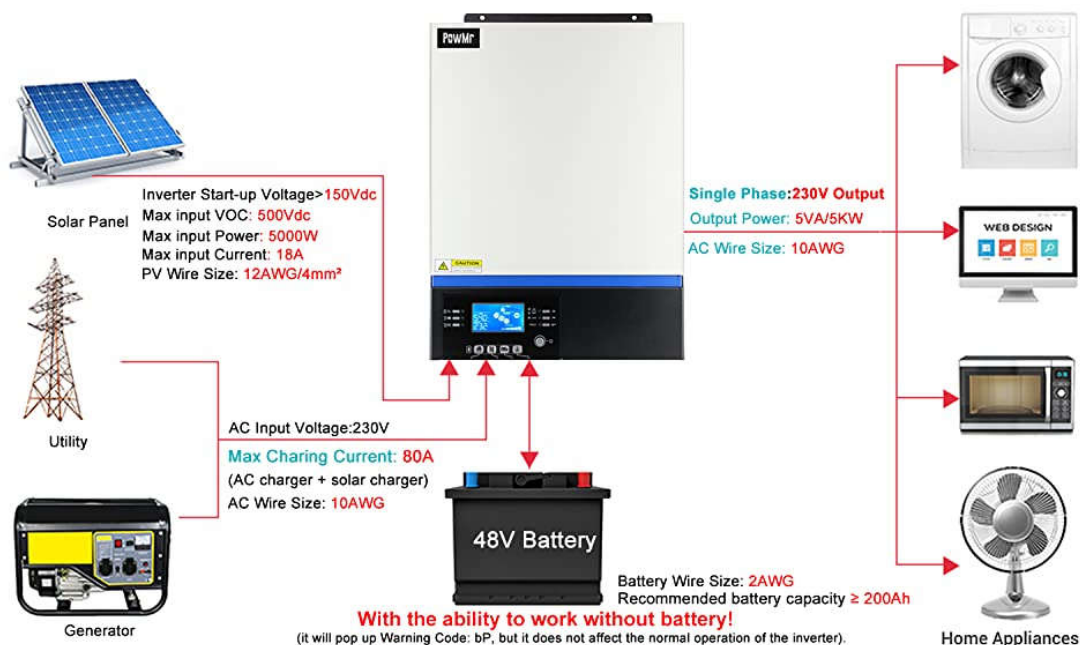 PowMr
CAUTION
Solar Panel
Inverter Start-up Voltage>150Vdc
Max input VOC: 500Vdc
Max input Power: 5000W
Max input Current: 18A
PV Wire Size: 12AWG/4mm²
Single Phase:230V Output
Output Power: 5VA/5KW
AC Wire Size: 10AWG
WEB DESIGN
Utility
AC Input Voltage:230V
Max Charing Current: 80A
(AC charger + solar charger)
AC Wire Size: 10AWG
Generator
48V Battery
Battery Wire Size: 2AWG
Recommended battery capacity ≥ 200Ah
With the ability to work without battery!
(it will pop up Warning Code: bP, but it does not affect the normal operation of the inverter).
Home Appliances